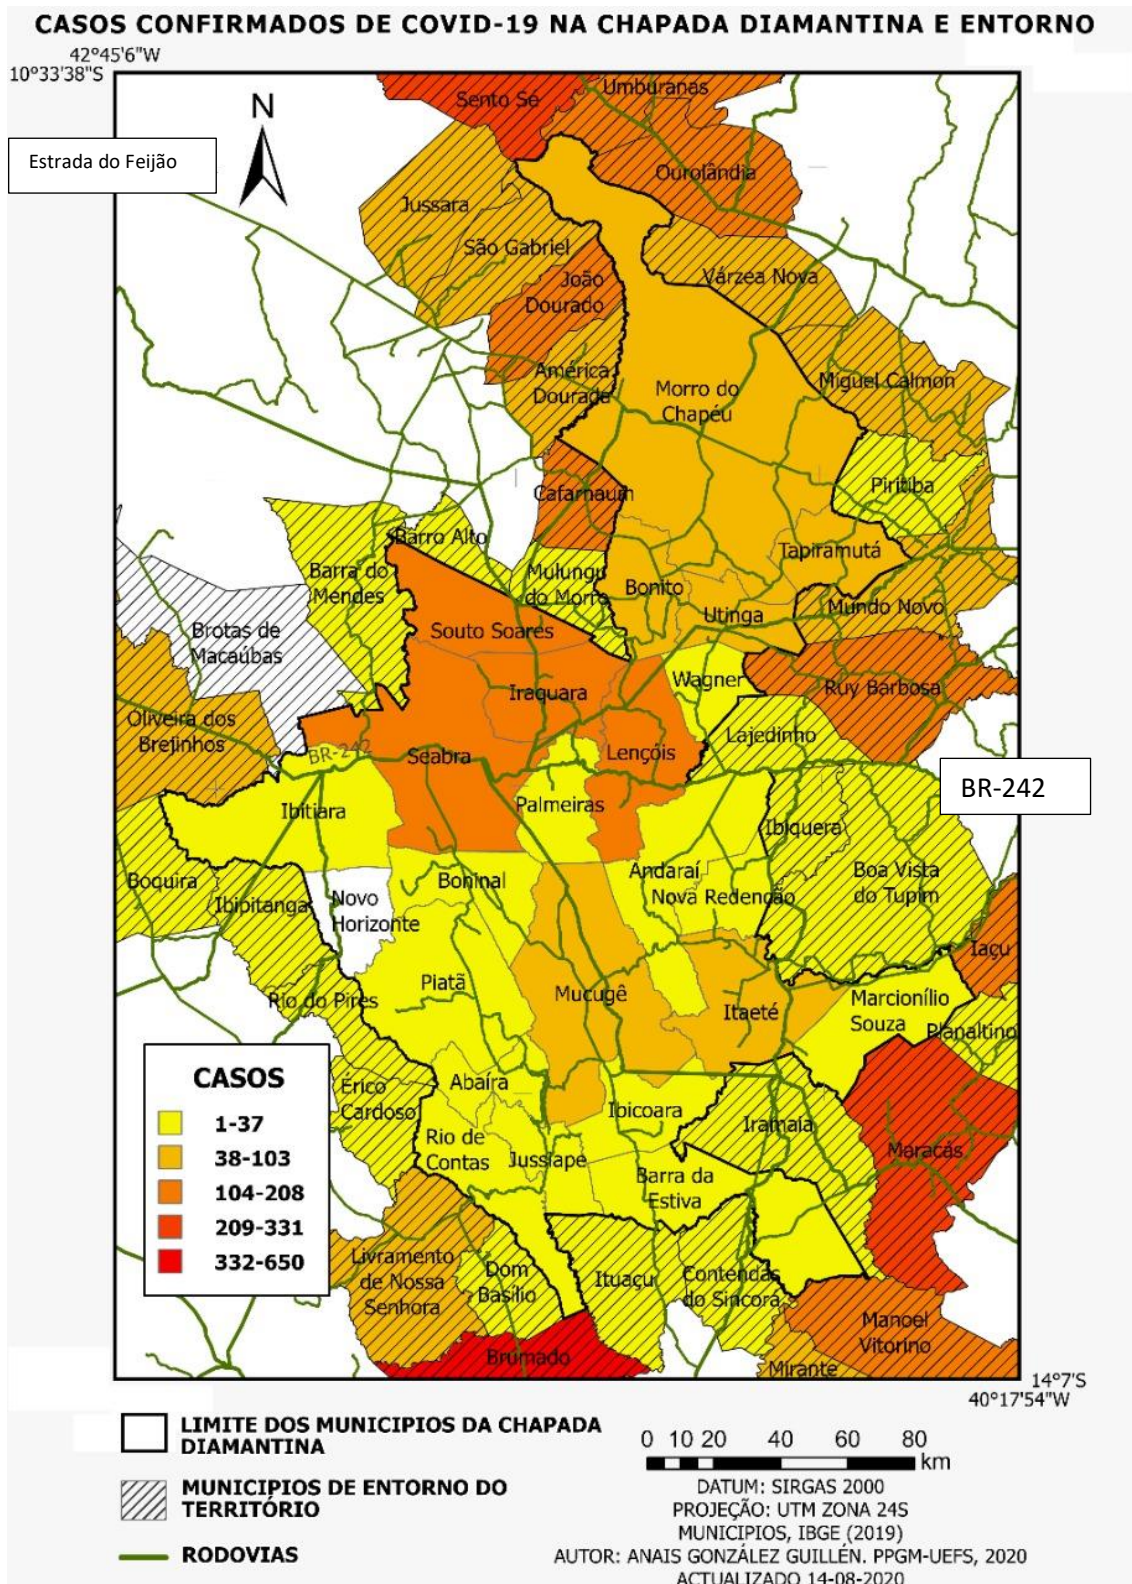 CASOS CONFIRMADOS DE COVID-19 NA CHAPADA DIAMANTINA E ENTORNO
42°45'6"W
10°33'38"S
N
Estrada do Feijão
Sento Sé
Umburanas
Ourolândia
Jussara
São Gabriel
Várzea Nova
João
Dourado
América
Dourada
Morro do
Chapéu
Miguel Calmon
Piritiba
Cafarnaum
Barro Alto
Tapiramutá
Barra do
Mendes
Mulungu
do Morro
Bonito
Utinga
Mundo Novo
Brotas de
Macaúbas
Souto Soares
Wagner
Ruy Barbosa
Iraquara
Oliveira dos
Brejinhos
Lajedinho
BR-242
Seabra
Lençóis
BR-242
Palmeiras
Ibitiara
Ibiquera
Boquira
Ibipitanga
Novo
Horizonte
Boninal
Andaraí
Nova Redenção
Boa Vista
do Tupim
Iaçu
Piatã
Mucugê
Itaeté
Rio do Pires
Marcionílio
Souza
Planaltino
CASOS
1-37
38-103
104-208
209-331
332-650
Érico
Cardoso
Abaíra
Ibicoara
Iramaia
Rio de
Contas
Jussiape
Maracás
Barra da
Estiva
Livramento
de Nossa
Senhora
Dom
Basílio
Ituaçu
Contendas
do Sincorá
Manoel
Vitorino
Brumado
Mirante
14°7'S
40°17'54"W
LIMITE DOS MUNICIPIOS DA CHAPADA
DIAMANTINA
MUNICIPIOS DE ENTORNO DO
TERRITÓRIO
RODOVIAS
0 10 20 40 60 80
km
DATUM: SIRGAS 2000
PROJEÇÃO: UTM ZONA 24S
MUNICIPIOS, IBGE (2019)
AUTOR: ANAIS GONZÁLEZ GUILLÉN. PPGM-UEFS, 2020
ACTUALIZADO 14-08-2020